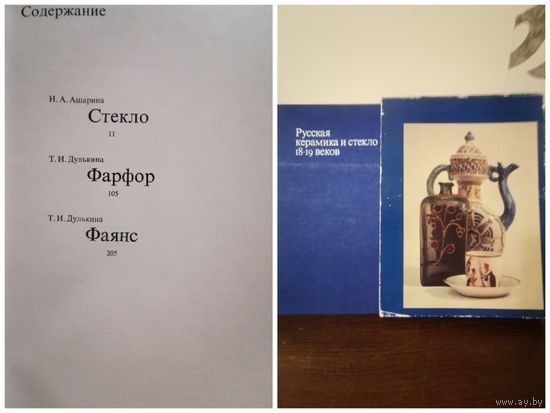 Содержание
Н. А. Ашарина
Стекло
11
Т. И. Дулькина
Фарфор
105
Т. И. Дулькина
Фаянс
205
Русская
керамика и стекло
18-19 веков
www.ay.by